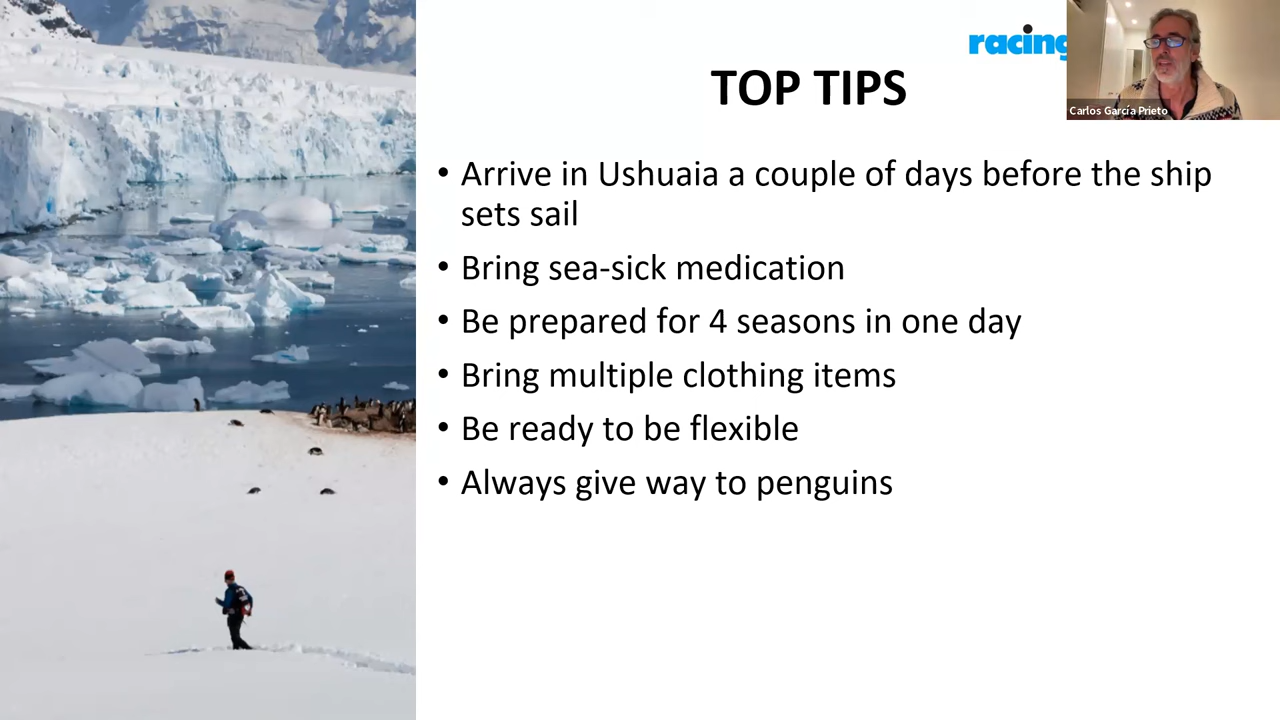 racing
TOP TIPS
Carlos García Prieto
• Arrive in Ushuaia a couple of days before the ship
sets sail
• Bring sea-sick medication
• Be prepared for 4 seasons in one day
• Bring multiple clothing items
• Be ready to be flexible
• Always give way to penguins